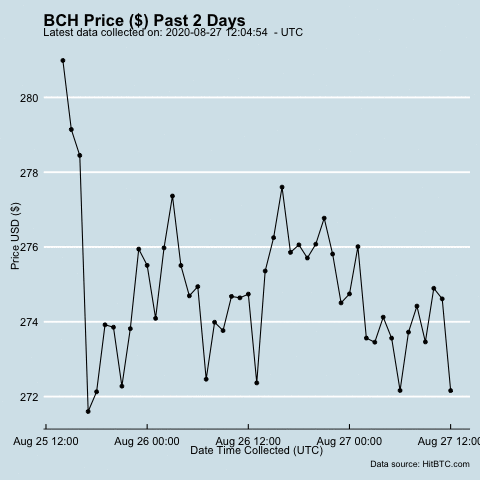 BCH Price ($) Past 2 Days
Latest data collected on: 2020-08-27 12:04:54 - UTC
280
278
276
274
272
Price USD ($)
Aug 25 12:00 Aug 26 00:00 Aug 26 12:00 Aug 27 00:00 Aug 27 12:00
Date Time Collected (UTC)
Data source: HitBTC.com